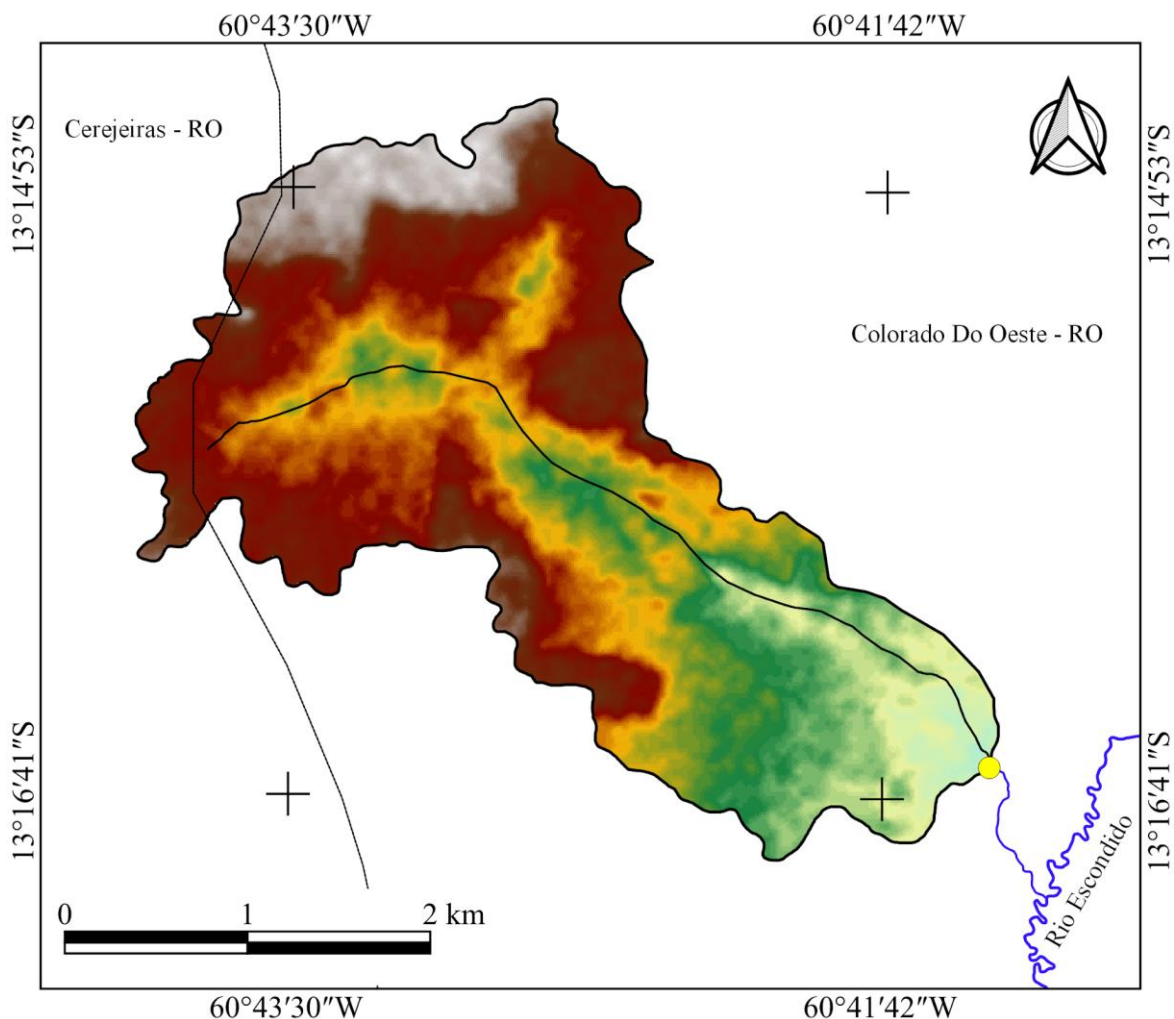 60°43′30″W
60°41′42″W
Cerejeiras - RO
13°14′53″S
13°14′53″S
Colorado Do Oeste - RO
13°16′41″S
13°16′41″S
Rio Escondido
0 1 2 km
60°43′30″W
60°41′42″W